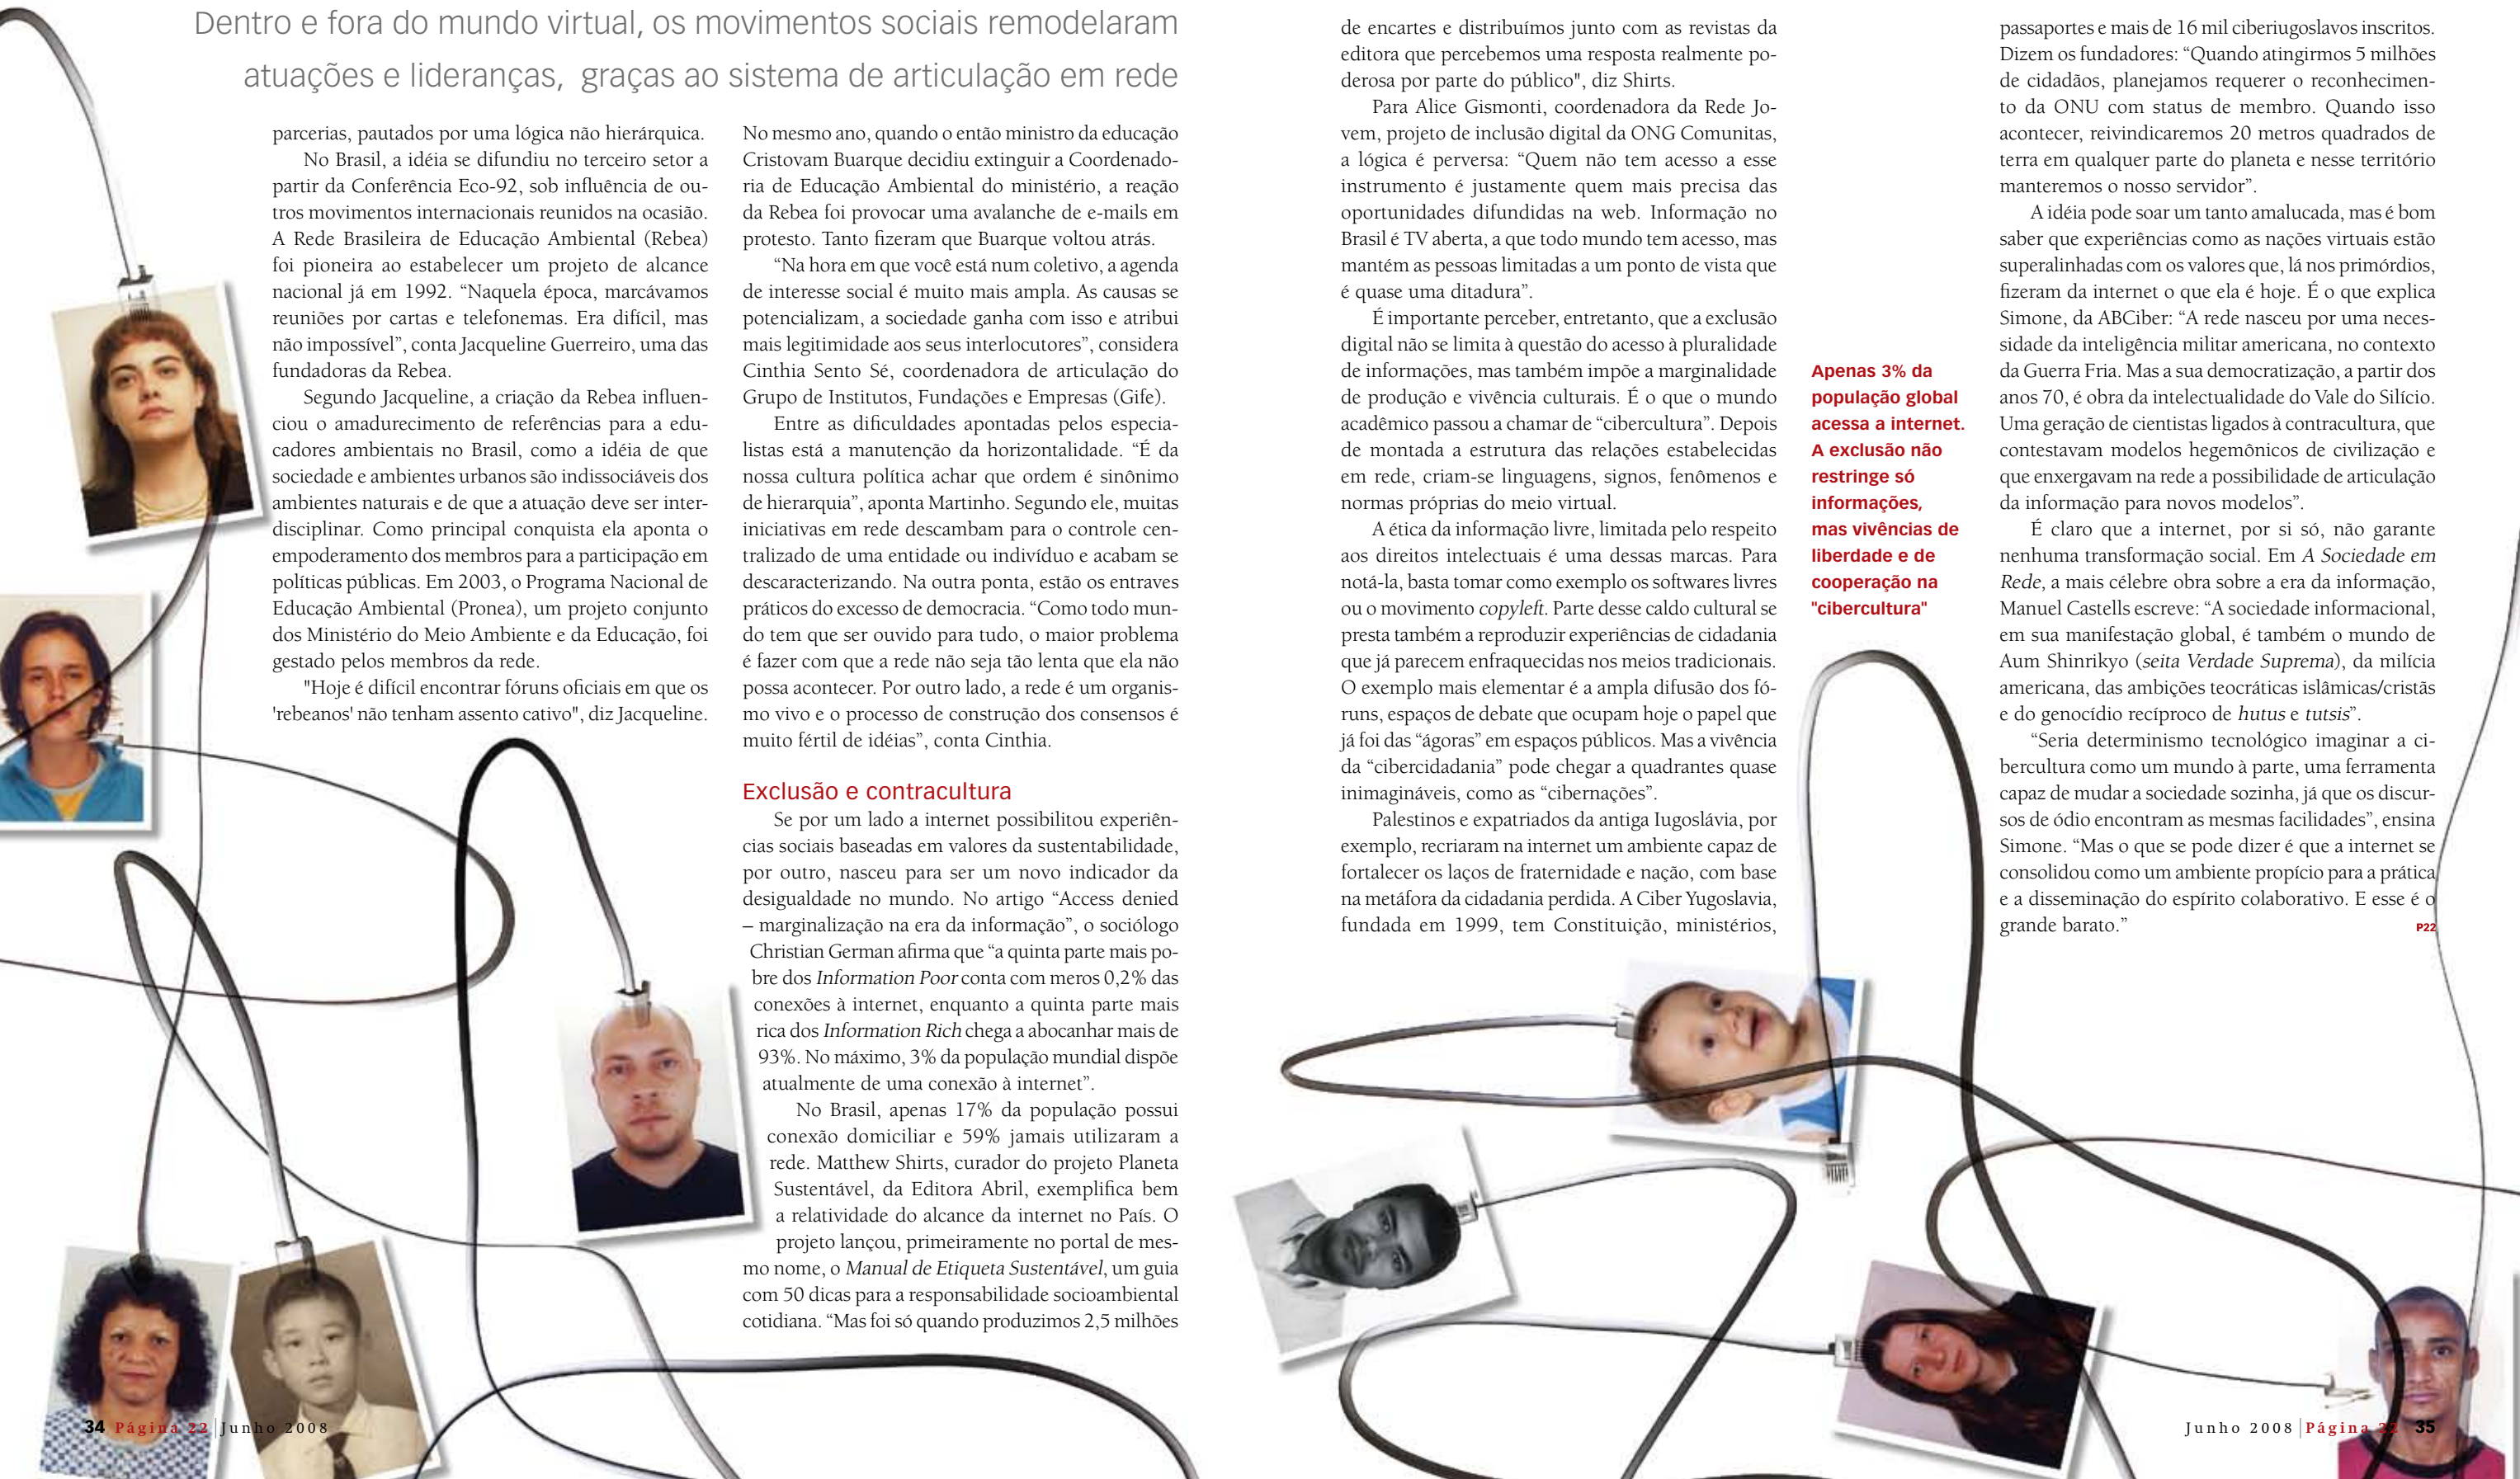 Dentro e fora do mundo virtual, os movimentos sociais remodelaram
atuações e lideranças, graças ao sistema de articulação em rede
parcerias, pautados por uma lógica não hierárquica.
No Brasil, a idéia se difundiu no terceiro setor a
partir da Conferência Eco-92, sob influência de ou-
tros movimentos internacionais reunidos na ocasião.
A Rede Brasileira de Educação Ambiental (Rebea)
foi pioneira ao estabelecer um projeto de alcance
nacional já em 1992. “Naquela época, marcávamos
reuniões por cartas e telefonemas. Era difícil, mas
não impossível”, conta Jacqueline Guerreiro, uma das
fundadoras da Rebea.
Segundo Jacqueline, a criação da Rebea influen-
ciou o amadurecimento de referências para a edu-
cadores ambientais no Brasil, como a idéia de que
sociedade e ambientes urbanos são indissociáveis dos
ambientes naturais e de que a atuação deve ser inter-
disciplinar. Como principal conquista ela aponta o
empoderamento dos membros para a participação em
políticas públicas. Em 2003, o Programa Nacional de
Educação Ambiental (Pronea), um projeto conjunto
dos Ministério do Meio Ambiente e da Educação, foi
gestado pelos membros da rede.
"Hoje é difícil encontrar fóruns oficiais em que os
'rebeanos' não tenham assento cativo", diz Jacqueline.
No mesmo ano, quando o então ministro da educação
Cristovam Buarque decidiu extinguir a Coordenado-
ria de Educação Ambiental do ministério, a reação
da Rebea foi provocar uma avalanche de e-mails em
protesto. Tanto fizeram que Buarque voltou atrás.
“Na hora em que você está num coletivo, a agenda
de interesse social é muito mais ampla. As causas se
potencializam, a sociedade ganha com isso e atribui
mais legitimidade aos seus interlocutores”, considera
Cinthia Sento Sé, coordenadora de articulação do
Grupo de Institutos, Fundações e Empresas (Gife).
Entre as dificuldades apontadas pelos especia-
listas está a manutenção da horizontalidade. “É da
nossa cultura política achar que ordem é sinônimo
de hierarquia”, aponta Martinho. Segundo ele, muitas
iniciativas em rede descambam para o controle cen-
tralizado de uma entidade ou indivíduo e acabam se
descaracterizando. Na outra ponta, estão os entraves
práticos do excesso de democracia. “Como todo mun-
do tem que ser ouvido para tudo, o maior problema
é fazer com que a rede não seja tão lenta que ela não
possa acontecer. Por outro lado, a rede é um organis-
mo vivo e o processo de construção dos consensos é
muito fértil de idéias”, conta Cinthia.
Exclusão e contracultura
Se por um lado a internet possibilitou experiên-
cias sociais baseadas em valores da sustentabilidade,
por outro, nasceu para ser um novo indicador da
desigualdade no mundo. No artigo “Access denied
– marginalização na era da informação”, o sociólogo
Christian German afirma que “a quinta parte mais po-
bre dos Information Poor conta com meros 0,2% das
conexões à internet, enquanto a quinta parte mais
rica dos Information Rich chega a abocanhar mais de
93%. No máximo, 3% da população mundial dispõe
atualmente de uma conexão à internet”.
No Brasil, apenas 17% da população possui
conexão domiciliar e 59% jamais utilizaram a
rede. Matthew Shirts, curador do projeto Planeta
Sustentável, da Editora Abril, exemplifica bem
a relatividade do alcance da internet no País. O
projeto lançou, primeiramente no portal de mes-
mo nome, o Manual de Etiqueta Sustentável, um guia
com 50 dicas para a responsabilidade socioambiental
cotidiana. “Mas foi só quando produzimos 2,5 milhões
34 Página 22 | Junho 2008
de encartes e distribuímos junto com as revistas da
editora que percebemos uma resposta realmente po-
derosa por parte do público", diz Shirts.
Para Alice Gismonti, coordenadora da Rede Jo-
vem, projeto de inclusão digital da ONG Comunitas,
a lógica é perversa: “Quem não tem acesso a esse
instrumento é justamente quem mais precisa das
oportunidades difundidas na web. Informação no
Brasil é TV aberta, a que todo mundo tem acesso, mas
mantém as pessoas limitadas a um ponto de vista que
é quase uma ditadura”.
É importante perceber, entretanto, que a exclusão
digital não se limita à questão do acesso à pluralidade
de informações, mas também impõe a marginalidade
de produção e vivência culturais. É o que o mundo
acadêmico passou a chamar de “cibercultura”. Depois
de montada a estrutura das relações estabelecidas
em rede, criam-se linguagens, signos, fenômenos e
normas próprias do meio virtual.
A ética da informação livre, limitada pelo respeito
aos direitos intelectuais é uma dessas marcas. Para
notá-la, basta tomar como exemplo os softwares livres
ou o movimento copyleft. Parte desse caldo cultural se
presta também a reproduzir experiências de cidadania
que já parecem enfraquecidas nos meios tradicionais.
O exemplo mais elementar é a ampla difusão dos fó-
runs, espaços de debate que ocupam hoje o papel que
já foi das “ágoras” em espaços públicos. Mas a vivência
da “cibercidadania” pode chegar a quadrantes quase
inimagináveis, como as “cibernações”.
Palestinos e expatriados da antiga Iugoslávia, por
exemplo, recriaram na internet um ambiente capaz de
fortalecer os laços de fraternidade e nação, com base
na metáfora da cidadania perdida. A Ciber Yugoslavia,
fundada em 1999, tem Constituição, ministérios,
Apenas 3% da
população global
acessa a internet.
A exclusão não
restringe só
informações,
mas vivências de
liberdade e de
cooperação na
"cibercultura"
passaportes e mais de 16 mil ciberiugoslavos inscritos.
Dizem os fundadores: “Quando atingirmos 5 milhões
de cidadãos, planejamos requerer o reconhecimen-
to da ONU com status de membro. Quando isso
acontecer, reivindicaremos 20 metros quadrados de
terra em qualquer parte do planeta e nesse território
manteremos o nosso servidor”.
A idéia pode soar um tanto amalucada, mas é bom
saber que experiências como as nações virtuais estão
superalinhadas com os valores que, lá nos primórdios,
fizeram da internet o que ela é hoje. É o que explica
Simone, da ABCiber: “A rede nasceu por uma neces-
sidade da inteligência militar americana, no contexto
da Guerra Fria. Mas a sua democratização, a partir dos
anos 70, é obra da intelectualidade do Vale do Silício.
Uma geração de cientistas ligados à contracultura, que
contestavam modelos hegemônicos de civilização e
que enxergavam na rede a possibilidade de articulação
da informação para novos modelos”.
É claro que a internet, por si só, não garante
nenhuma transformação social. Em A Sociedade em
Rede, a mais célebre obra sobre a era da informação,
Manuel Castells escreve: “A sociedade informacional,
em sua manifestação global, é também o mundo de
Aum Shinrikyo (seita Verdade Suprema), da milícia
americana, das ambições teocráticas islâmicas/cristãs
e do genocídio recíproco de hutus e tutsis”.
“Seria determinismo tecnológico imaginar a ci-
bercultura como um mundo à parte, uma ferramenta
capaz de mudar a sociedade sozinha, já que os discur-
sos de ódio encontram as mesmas facilidades”, ensina
Simone. “Mas o que se pode dizer é que a internet se
consolidou como um ambiente propício para a prática
e a disseminação do espírito colaborativo. E esse é o
grande barato.”
P22
Junho 2008 | Página 22 35